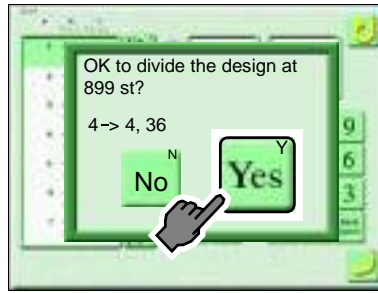 OK to divide the design at
899 st?
4-> 4, 36
N
No
Y
Yes
9
6
3